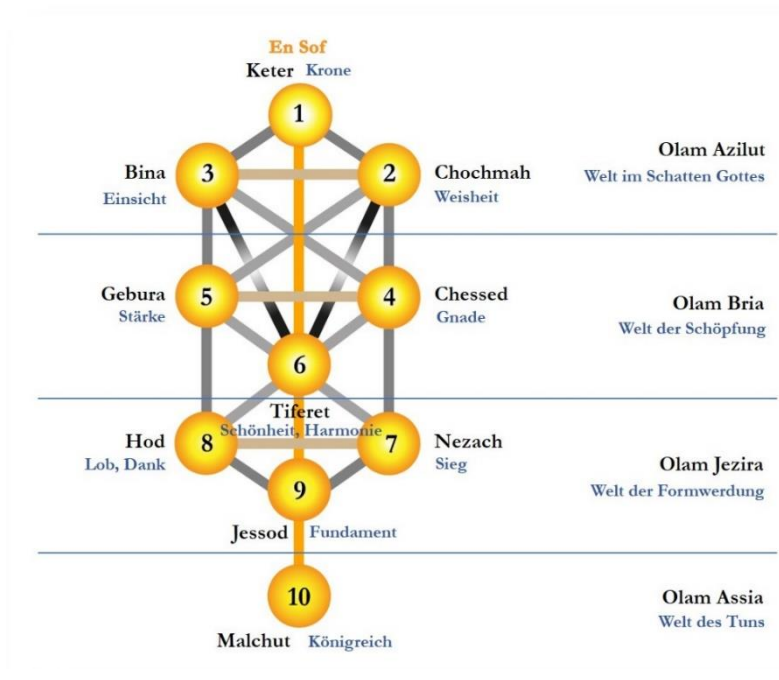 En Sof
Keter Krone
1
Olam Azilut
Bina 3 2 Chochmah
Welt im Schatten Gottes
Einsicht Weisheit
Gebura 5 4 Chessed
Olam Bria
Stärke Gnade
Welt der Schöpfung
6
Tiferet
Schönheit, Harmonie
Hod 8 7 Nezach
Lob, Dank Sieg
Olam Jezira
9
Welt der Formwerdung
Jessod Fundament
10
Olam Assia
Welt des Tuns
Malchut Königreich